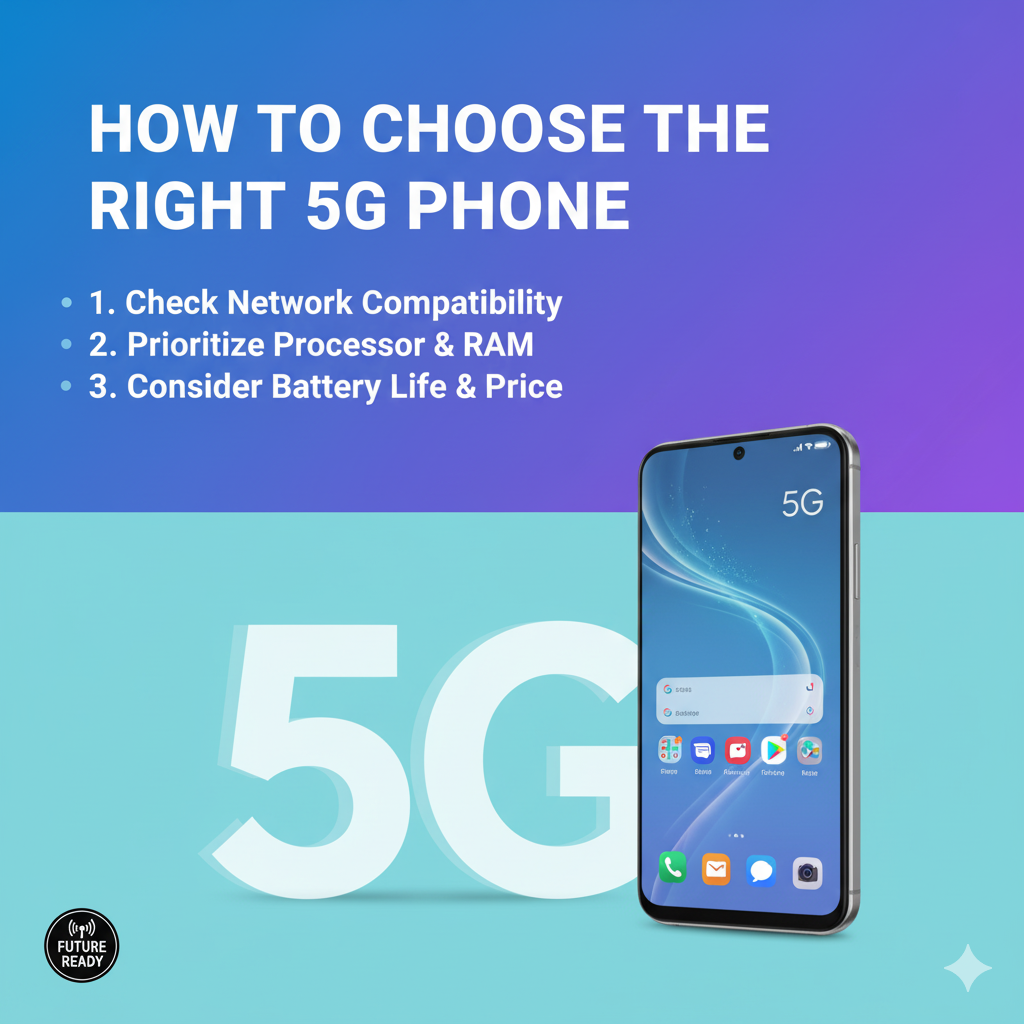 HOW TO CHOOSE THE
RIGHT 5G PHONE
• 1. Check Network Compatibility
• 2. Prioritize Processor & RAM
• 3. Consider Battery Life & Price
5G
5G
FUTURE
READY